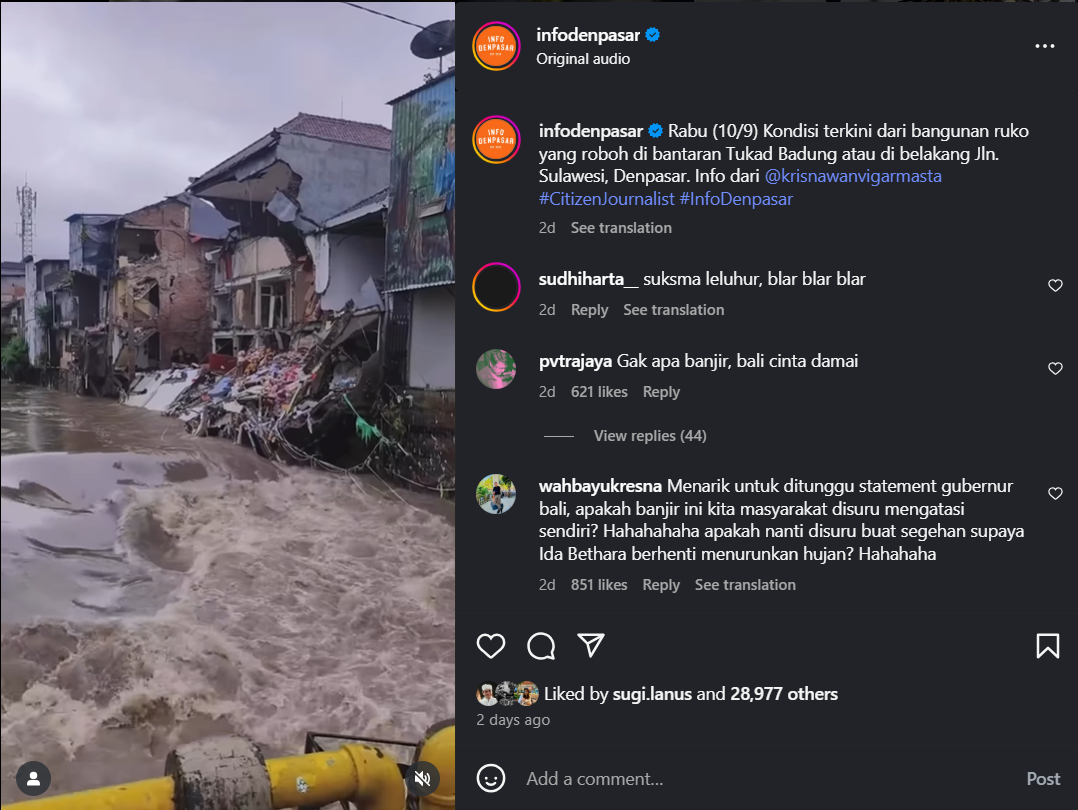 infodenpasar
Original audio
INFO
DENPASAR
infodenpasar Rabu (10/9) Kondisi terkini dari bangunan ruko
yang roboh di bantaran Tukad Badung atau di belakang Jln.
Sulawesi, Denpasar. Info dari @krisnawanvigarmasta
#CitizenJournalist #InfoDenpasar
2d See translation
sudhiharta__ suksma leluhur, blar blar blar
2d Reply See translation
pvtrajaya Gak apa banjir, bali cinta damai
2d 621 likes Reply
View replies (44)
wahbayukresna Menarik untuk ditunggu statement gubernur
bali, apakah banjir ini kita masyarakat disuru mengatasi
sendiri? Hahahahaha apakah nanti disuru buat segehan supaya
Ida Bethara berhenti menurunkan hujan? Hahahaha
2d 851 likes Reply See translation
Liked by sugi.lanus and 28,977 others
2 days ago
Add a comment...
Post